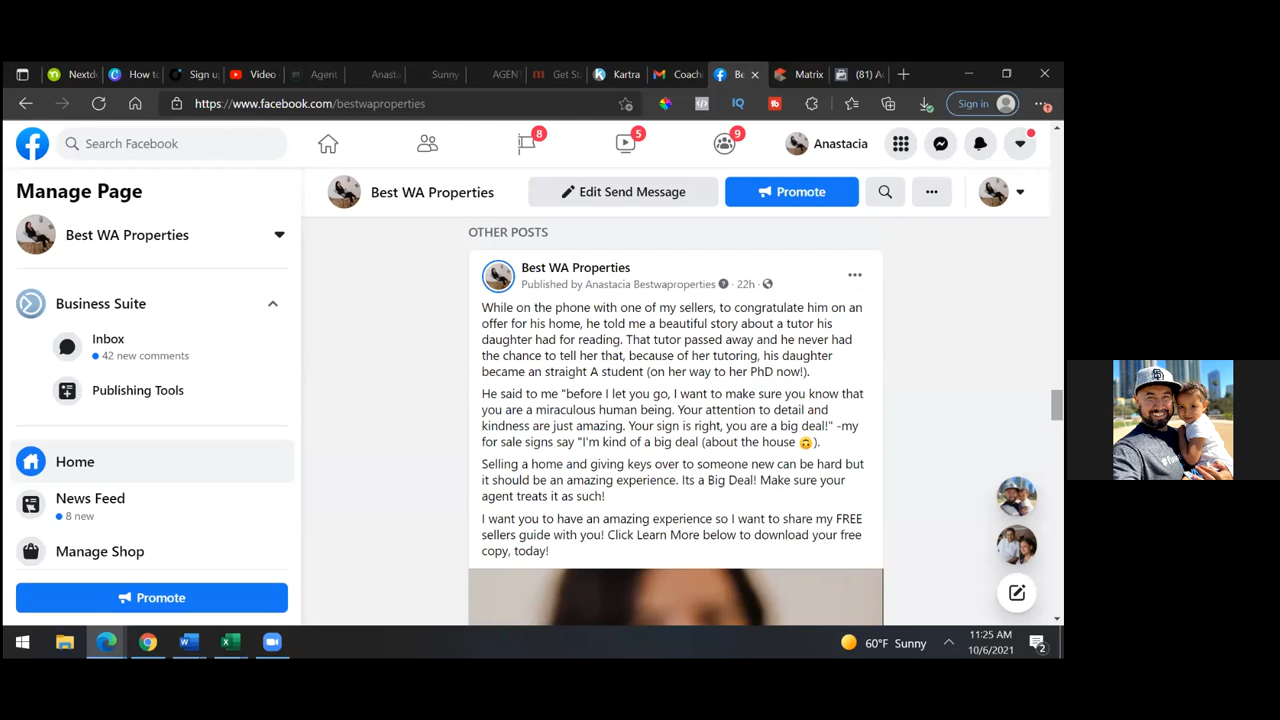 Nextd
How to
Sign up
Video
Agent
Anasta
Sunny
AGENT
Get St
Kartra
Coachi
Be
Matrix
(81) A
https://www.facebook.com/bestwaproperties
IQ
Sign in
Search Facebook
8
5
9
Anastacia
Manage Page
Best WA Properties
Edit Send Message
Promote
Best WA Properties
OTHER POSTS
Best WA Properties
Published by Anastacia Bestwaproperties · 22h ·
While on the phone with one of my sellers, to congratulate him on an
offer for his home, he told me a beautiful story about a tutor his
daughter had for reading. That tutor passed away and he never had
the chance to tell her that, because of her tutoring, his daughter
became an straight A student (on her way to her PhD now!).
He said to me "before I let you go, I want to make sure you know that
you are a miraculous human being. Your attention to detail and
kindness are just amazing. Your sign is right, you are a big deal!" -my
for sale signs say "I'm kind of a big deal (about the house 🙃).
Selling a home and giving keys over to someone new can be hard but
it should be an amazing experience. Its a Big Deal! Make sure your
agent treats it as such!
I want you to have an amazing experience so I want to share my FREE
sellers guide with you! Click Learn More below to download your free
copy, today!
Business Suite
Inbox
42 new comments
Publishing Tools
Home
News Feed
8 new
Manage Shop
Promote
60°F Sunny
11:25 AM
10/6/2021
2